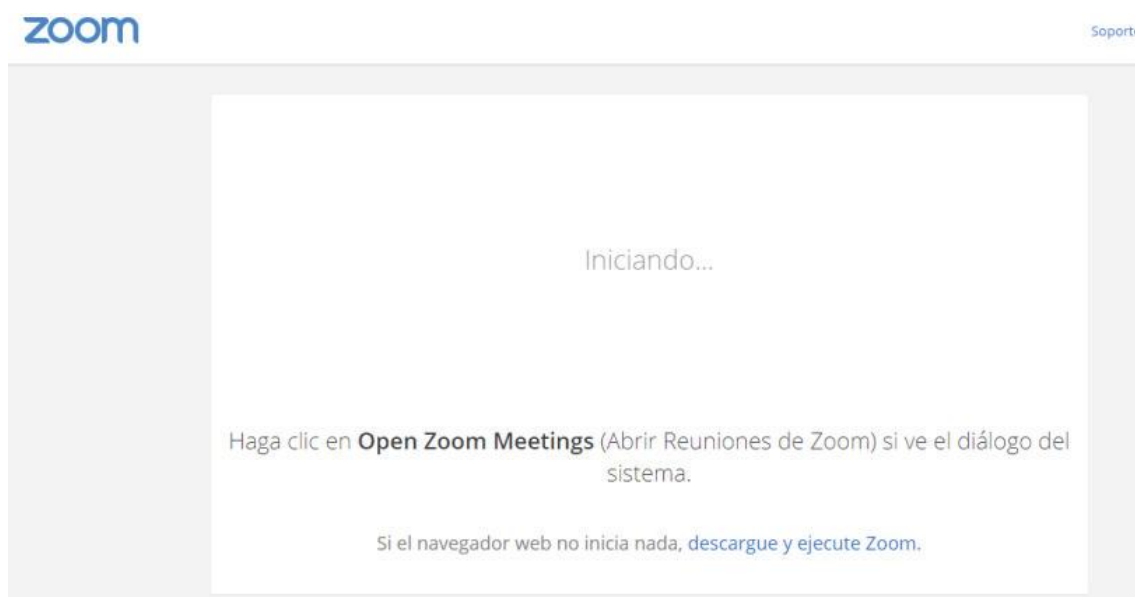 zoom
Soporte
Iniciando...
Haga clic en Open Zoom Meetings (Abrir Reuniones de Zoom) si ve el diálogo del
sistema.
Si el navegador web no inicia nada, descargue y ejecute Zoom.